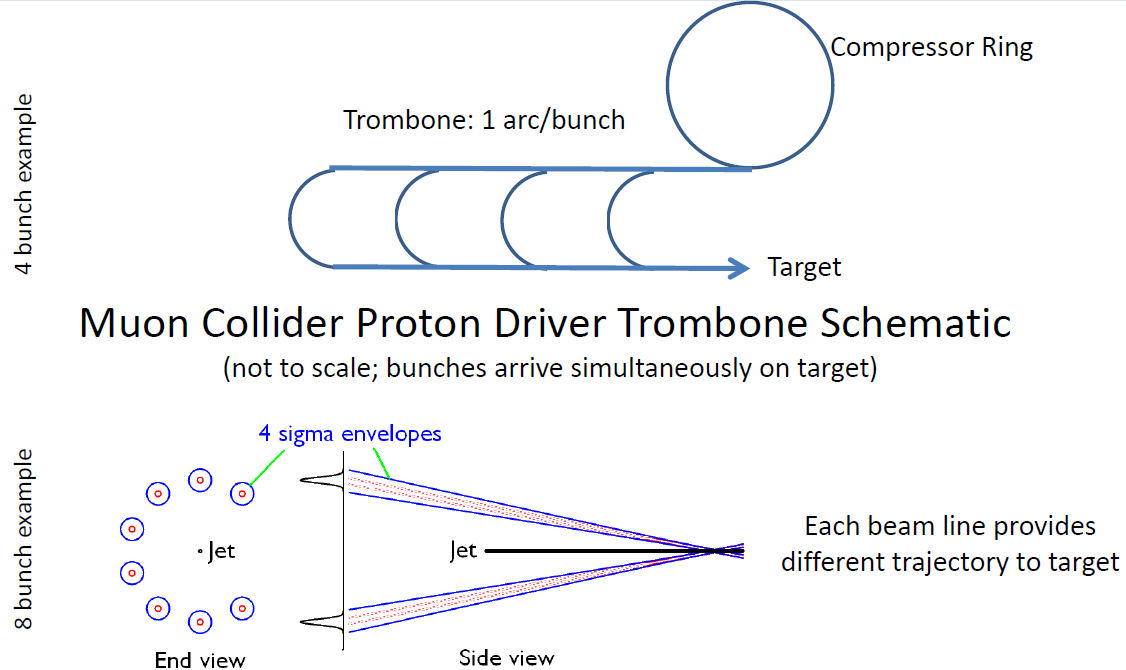 4 bunch example
Compressor Ring
Trombone: 1 arc/bunch
Target
Muon Collider Proton Driver Trombone Schematic
(not to scale; bunches arrive simultaneously on target)
8 bunch example
4 sigma envelopes
Jet
Jet
Each beam line provides
different trajectory to target
End view
Side view